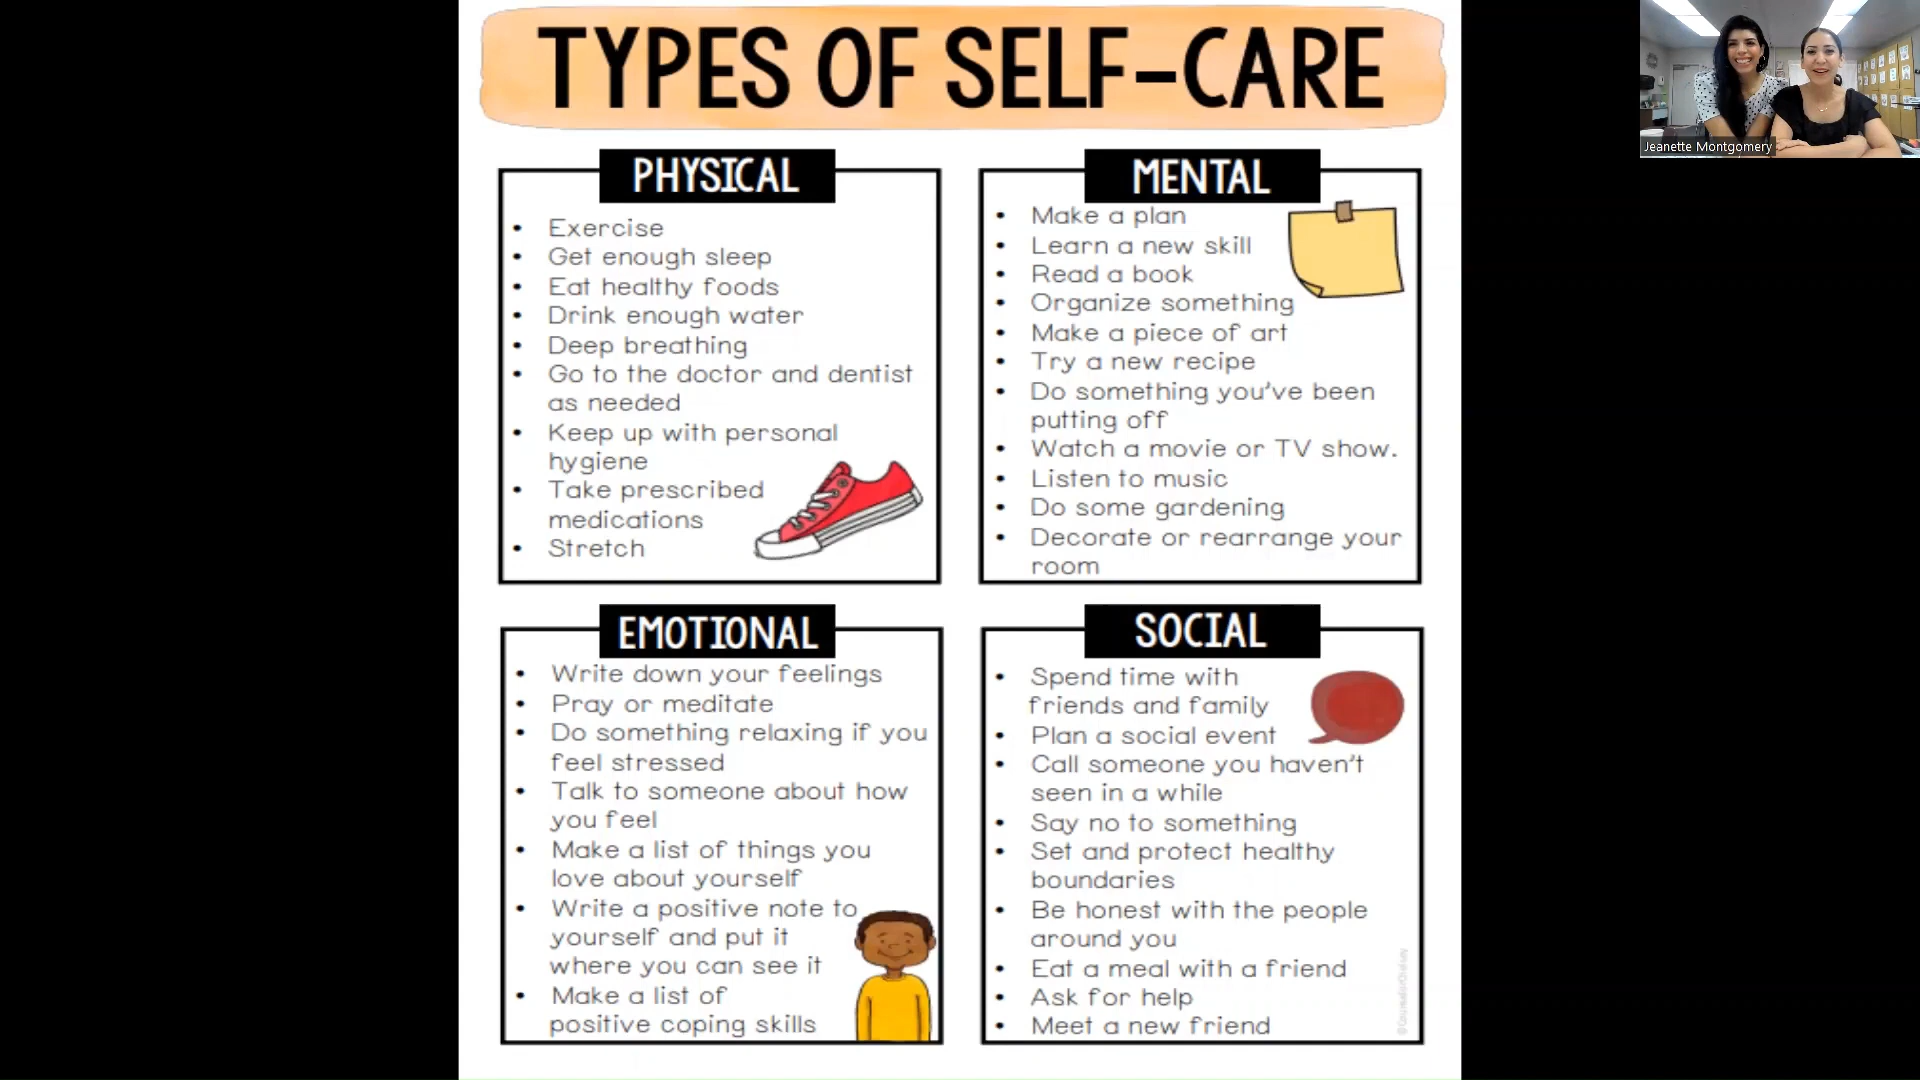 TYPES OF SELF-CARE
PHYSICAL
• Exercise
• Get enough sleep
• Eat healthy foods
• Drink enough water
• Deep breathing
• Go to the doctor and dentist
as needed
• Keep up with personal
hygiene
• Take prescribed
medications
• Stretch
MENTAL
• Make a plan
• Learn a new skill
• Read a book
• Organize something
• Make a piece of art
• Try a new recipe
• Do something you've been
putting off
• Watch a movie or TV show.
• Listen to music
• Do some gardening
• Decorate or rearrange your
room
EMOTIONAL
• Write down your feelings
• Pray or meditate
• Do something relaxing if you
feel stressed
• Talk to someone about how
you feel
• Make a list of things you
love about yourself
• Write a positive note to
yourself and put it
where you can see it
• Make a list of
positive coping skills
SOCIAL
• Spend time with
friends and family
• Plan a social event
• Call someone you haven't
seen in a while
• Say no to something
• Set and protect healthy
boundaries
• Be honest with the people
around you
• Eat a meal with a friend
• Ask for help
• Meet a new friend
Jeanette Montgomery